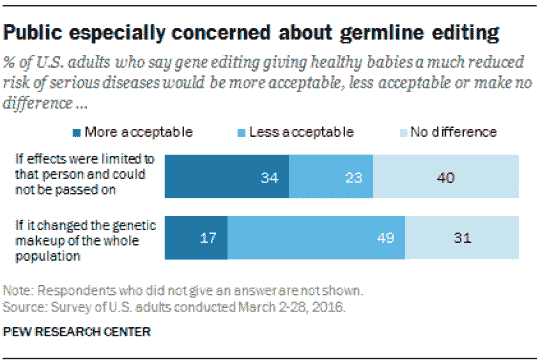 Public especially concerned about germline editing
% of U.S. adults who say gene editing giving healthy babies a much reduced
risk of serious diseases would be more acceptable, less acceptable or make no
difference ...
More acceptable Less acceptable No difference
If effects were limited to
that person and could
not be passed on
34 23 40
If it changed the genetic
makeup of the whole
population
17 49 31
Note: Respondents who did not give an answer are not shown.
Source: Survey of U.S. adults conducted March 2-28, 2016.
PEW RESEARCH CENTER